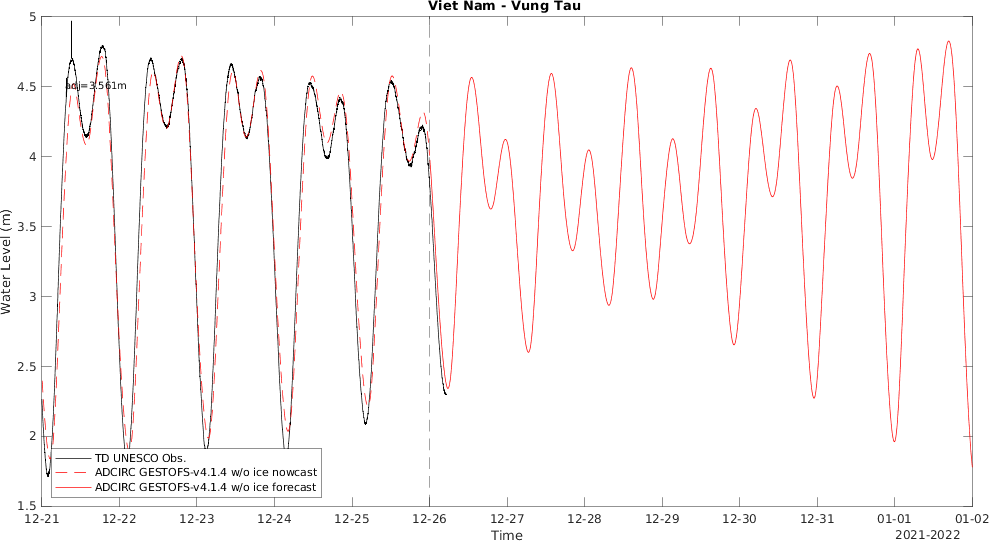 Viet Nam - Vung Tau
5
4.5
4
3.5
3
2.5
2
1.5
Water Level (m)
adj=3.561m
TD UNESCO Obs.
ADCIRC GESTOFS-v4.1.4 w/o ice nowcast
ADCIRC GESTOFS-v4.1.4 w/o ice forecast
12-21 12-22 12-23 12-24 12-25 12-26 12-27 12-28 12-29 12-30 12-31 01-01 01-02
Time
2021-2022